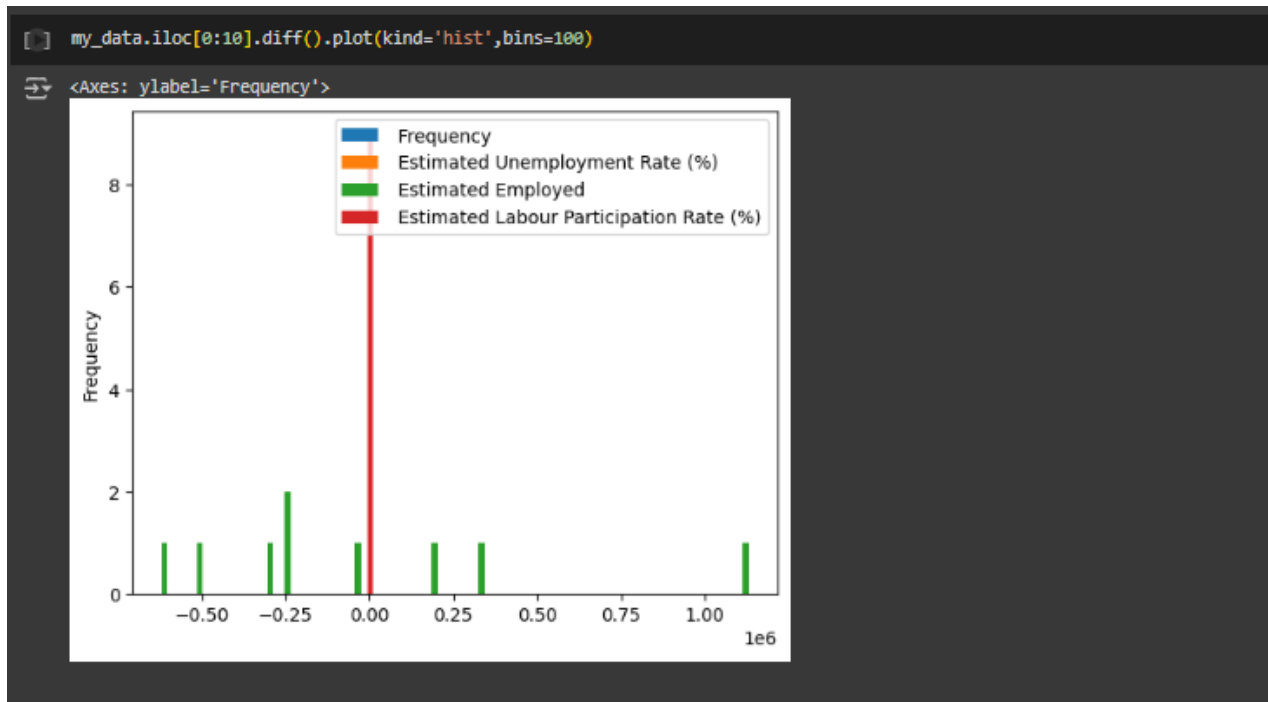 [ ] my_data.iloc[0:10].diff().plot(kind='hist',bins=100)
<Axes: ylabel='Frequency'>
Frequency
Estimated Unemployment Rate (%)
Estimated Employed
Estimated Labour Participation Rate (%)
8
6
4
2
0
Frequency
−0.50 −0.25 0.00 0.25 0.50 0.75 1.00
1e6